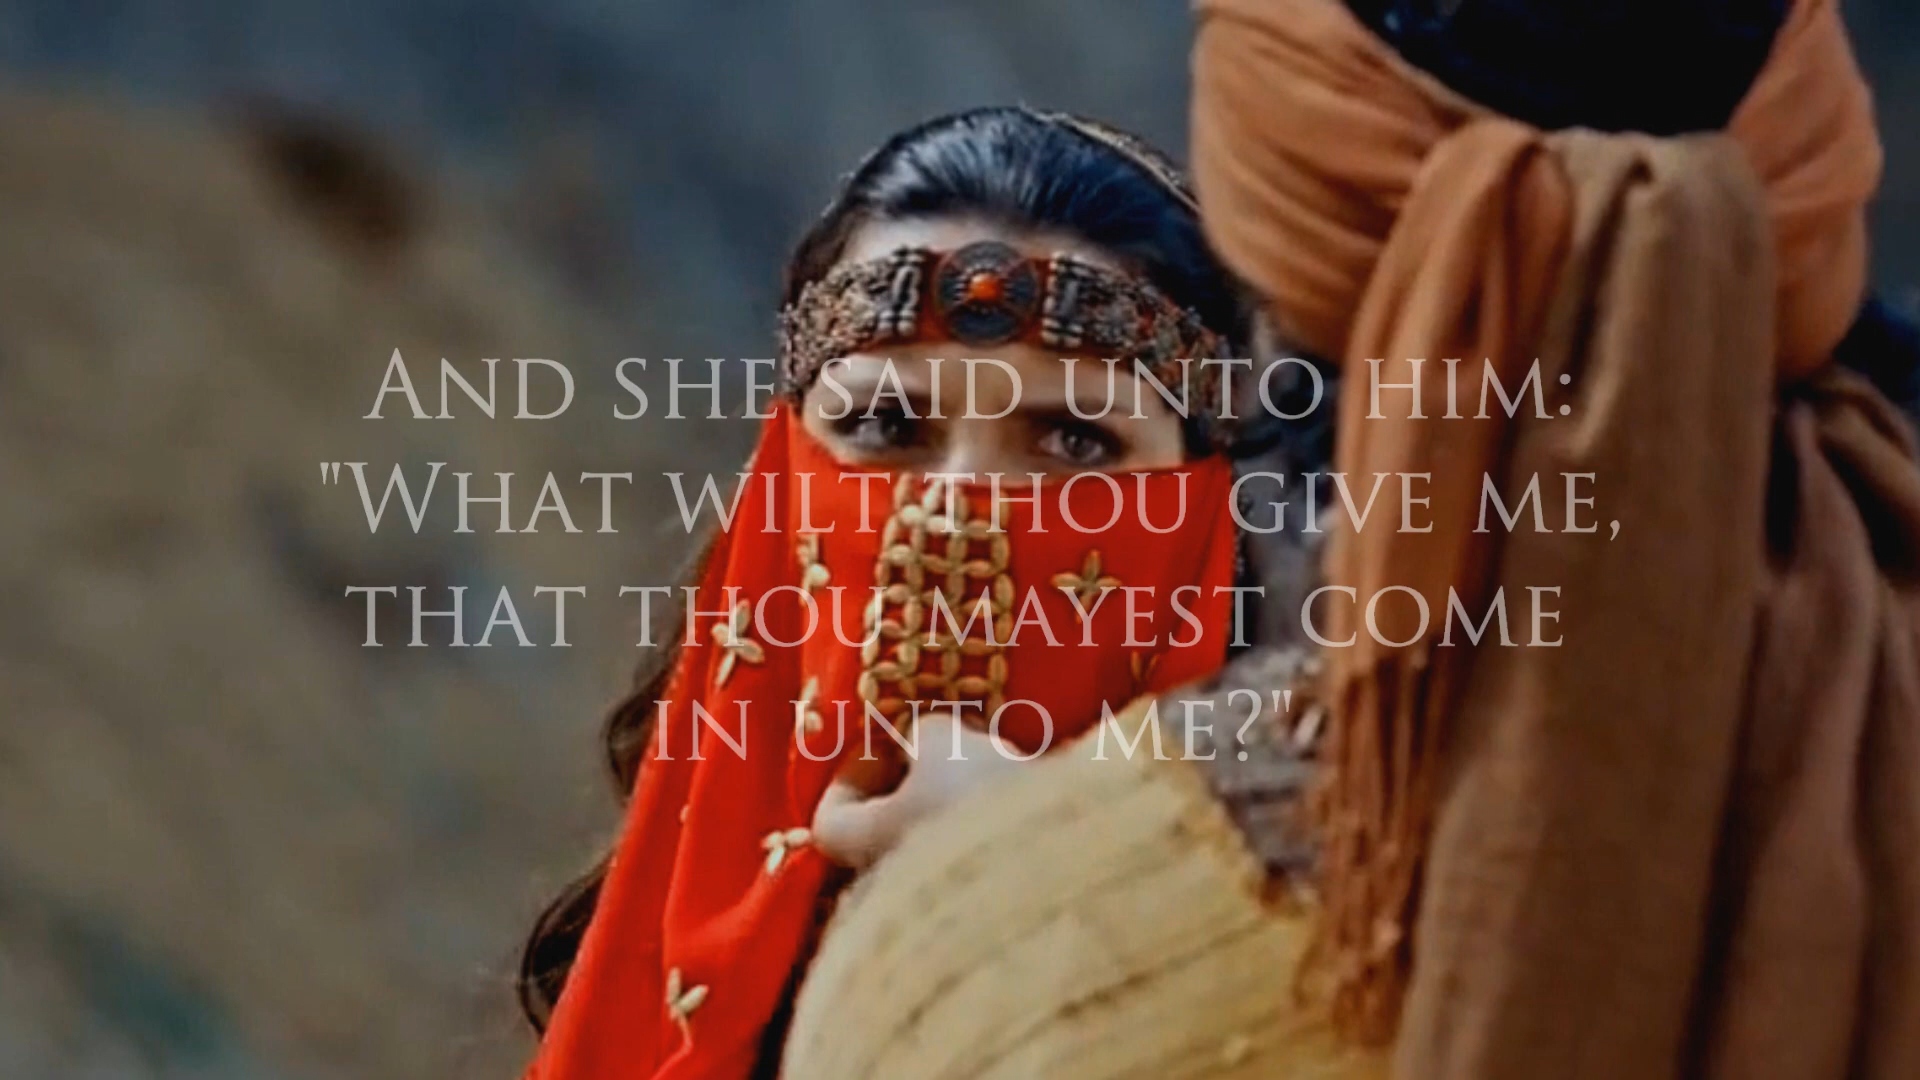 And she said unto him:
"What wilt thou give me,
that thou mayest come
in unto me?"